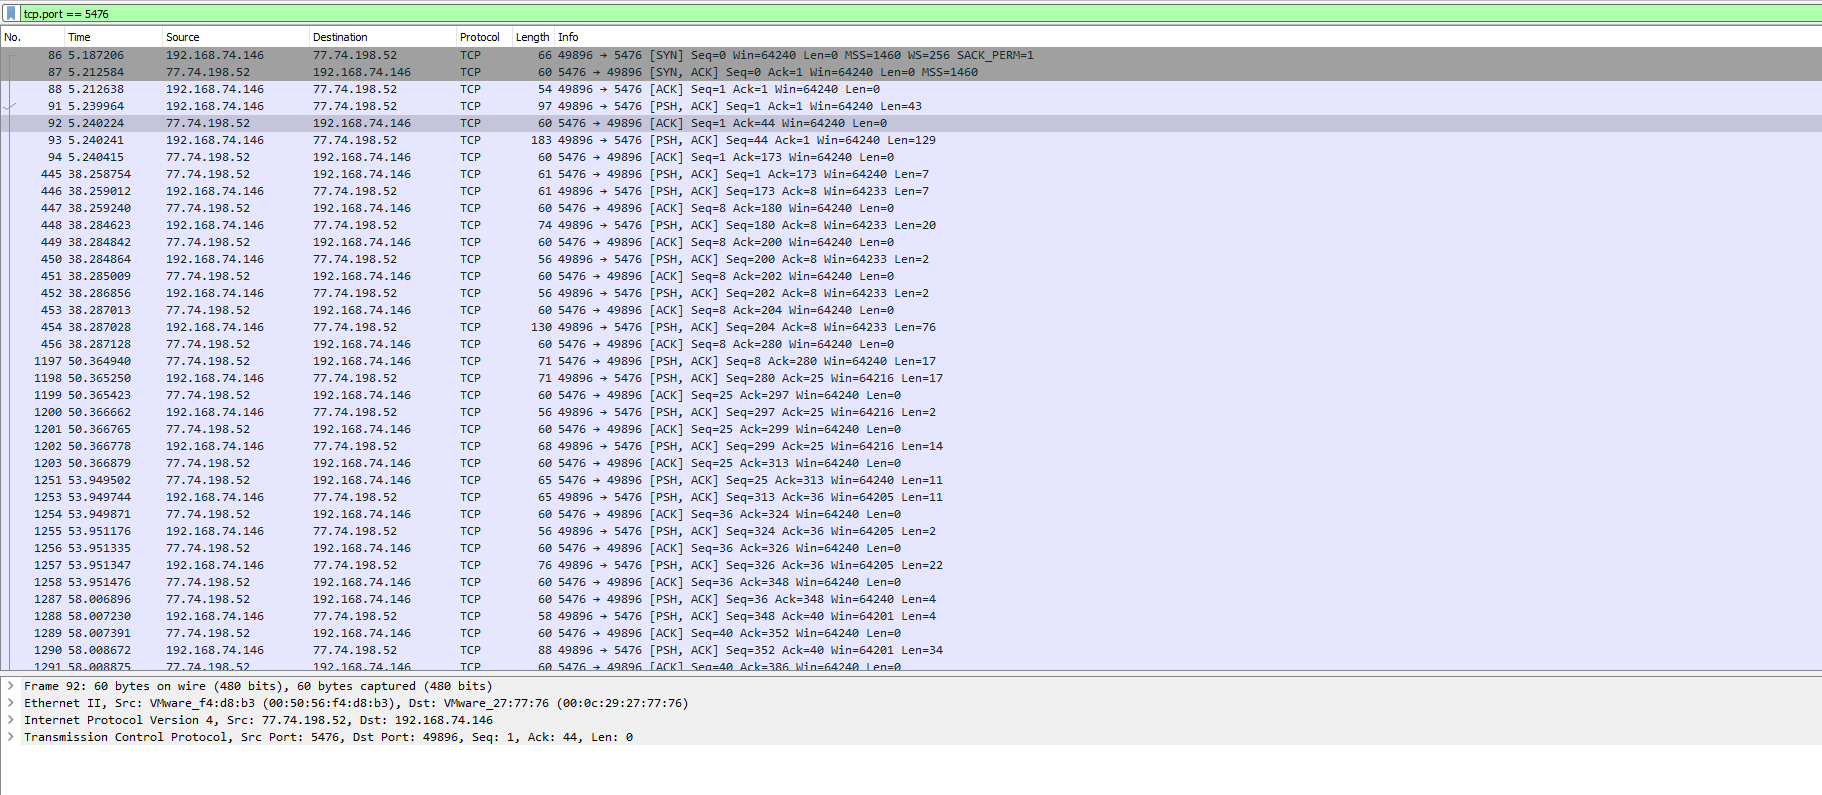 tcp.port == 5476
No. Time Source Destination Protocol Length Info
86 5.187206 192.168.74.146 77.74.198.52 TCP 66 49896 → 5476 [SYN] Seq=0 Win=64240 Len=0 MSS=1460 WS=256 SACK_PERM=1
87 5.212584 77.74.198.52 192.168.74.146 TCP 60 5476 → 49896 [SYN, ACK] Seq=0 Ack=1 Win=64240 Len=0 MSS=1460
88 5.212638 192.168.74.146 77.74.198.52 TCP 54 49896 → 5476 [ACK] Seq=1 Ack=1 Win=64240 Len=0
91 5.239964 192.168.74.146 77.74.198.52 TCP 97 49896 → 5476 [PSH, ACK] Seq=1 Ack=1 Win=64240 Len=43
92 5.240224 77.74.198.52 192.168.74.146 TCP 60 5476 → 49896 [ACK] Seq=1 Ack=44 Win=64240 Len=0
93 5.240241 192.168.74.146 77.74.198.52 TCP 183 49896 → 5476 [PSH, ACK] Seq=44 Ack=1 Win=64240 Len=129
94 5.240415 77.74.198.52 192.168.74.146 TCP 60 5476 → 49896 [ACK] Seq=1 Ack=173 Win=64240 Len=0
445 38.258754 77.74.198.52 192.168.74.146 TCP 61 5476 → 49896 [PSH, ACK] Seq=1 Ack=173 Win=64240 Len=7
446 38.259012 192.168.74.146 77.74.198.52 TCP 61 49896 → 5476 [PSH, ACK] Seq=173 Ack=8 Win=64233 Len=7
447 38.259240 77.74.198.52 192.168.74.146 TCP 60 5476 → 49896 [ACK] Seq=8 Ack=180 Win=64240 Len=0
448 38.284623 192.168.74.146 77.74.198.52 TCP 74 49896 → 5476 [PSH, ACK] Seq=180 Ack=8 Win=64233 Len=20
449 38.284842 77.74.198.52 192.168.74.146 TCP 60 5476 → 49896 [ACK] Seq=8 Ack=200 Win=64240 Len=0
450 38.284864 192.168.74.146 77.74.198.52 TCP 56 49896 → 5476 [PSH, ACK] Seq=200 Ack=8 Win=64233 Len=2
451 38.285009 77.74.198.52 192.168.74.146 TCP 60 5476 → 49896 [ACK] Seq=8 Ack=202 Win=64240 Len=0
452 38.286856 192.168.74.146 77.74.198.52 TCP 56 49896 → 5476 [PSH, ACK] Seq=202 Ack=8 Win=64233 Len=2
453 38.287013 77.74.198.52 192.168.74.146 TCP 60 5476 → 49896 [ACK] Seq=8 Ack=204 Win=64240 Len=0
454 38.287028 192.168.74.146 77.74.198.52 TCP 130 49896 → 5476 [PSH, ACK] Seq=204 Ack=8 Win=64233 Len=76
456 38.287128 77.74.198.52 192.168.74.146 TCP 60 5476 → 49896 [ACK] Seq=8 Ack=280 Win=64240 Len=0
1197 50.364940 77.74.198.52 192.168.74.146 TCP 71 5476 → 49896 [PSH, ACK] Seq=8 Ack=280 Win=64240 Len=17
1198 50.365250 192.168.74.146 77.74.198.52 TCP 71 49896 → 5476 [PSH, ACK] Seq=280 Ack=25 Win=64216 Len=17
1199 50.365423 77.74.198.52 192.168.74.146 TCP 60 5476 → 49896 [ACK] Seq=25 Ack=297 Win=64240 Len=0
1200 50.366662 192.168.74.146 77.74.198.52 TCP 56 49896 → 5476 [PSH, ACK] Seq=297 Ack=25 Win=64216 Len=2
1201 50.366765 77.74.198.52 192.168.74.146 TCP 60 5476 → 49896 [ACK] Seq=25 Ack=299 Win=64240 Len=0
1202 50.366778 192.168.74.146 77.74.198.52 TCP 68 49896 → 5476 [PSH, ACK] Seq=299 Ack=25 Win=64216 Len=14
1203 50.366879 77.74.198.52 192.168.74.146 TCP 60 5476 → 49896 [ACK] Seq=25 Ack=313 Win=64240 Len=0
1251 53.949502 77.74.198.52 192.168.74.146 TCP 65 5476 → 49896 [PSH, ACK] Seq=25 Ack=313 Win=64240 Len=11
1253 53.949744 192.168.74.146 77.74.198.52 TCP 65 49896 → 5476 [PSH, ACK] Seq=313 Ack=36 Win=64205 Len=11
1254 53.949871 77.74.198.52 192.168.74.146 TCP 60 5476 → 49896 [ACK] Seq=36 Ack=324 Win=64240 Len=0
1255 53.951176 192.168.74.146 77.74.198.52 TCP 56 49896 → 5476 [PSH, ACK] Seq=324 Ack=36 Win=64205 Len=2
1256 53.951335 77.74.198.52 192.168.74.146 TCP 60 5476 → 49896 [ACK] Seq=36 Ack=326 Win=64240 Len=0
1257 53.951347 192.168.74.146 77.74.198.52 TCP 76 49896 → 5476 [PSH, ACK] Seq=326 Ack=36 Win=64205 Len=22
1258 53.951476 77.74.198.52 192.168.74.146 TCP 60 5476 → 49896 [ACK] Seq=36 Ack=348 Win=64240 Len=0
1287 58.006896 77.74.198.52 192.168.74.146 TCP 60 5476 → 49896 [PSH, ACK] Seq=36 Ack=348 Win=64240 Len=4
1288 58.007230 192.168.74.146 77.74.198.52 TCP 58 49896 → 5476 [PSH, ACK] Seq=348 Ack=40 Win=64201 Len=4
1289 58.007391 77.74.198.52 192.168.74.146 TCP 60 5476 → 49896 [ACK] Seq=40 Ack=352 Win=64240 Len=0
1290 58.008672 192.168.74.146 77.74.198.52 TCP 88 49896 → 5476 [PSH, ACK] Seq=352 Ack=40 Win=64201 Len=34
1291 58.008875 77.74.198.52 192.168.74.146 TCP 60 5476 → 49896 [ACK] Seq=40 Ack=386 Win=64240 Len=0
Frame 92: 60 bytes on wire (480 bits), 60 bytes captured (480 bits)
Ethernet II, Src: VMware_f4:d8:b3 (00:50:56:f4:d8:b3), Dst: VMware_27:77:76 (00:0c:29:27:77:76)
Internet Protocol Version 4, Src: 77.74.198.52, Dst: 192.168.74.146
Transmission Control Protocol, Src Port: 5476, Dst Port: 49896, Seq: 1, Ack: 44, Len: 0